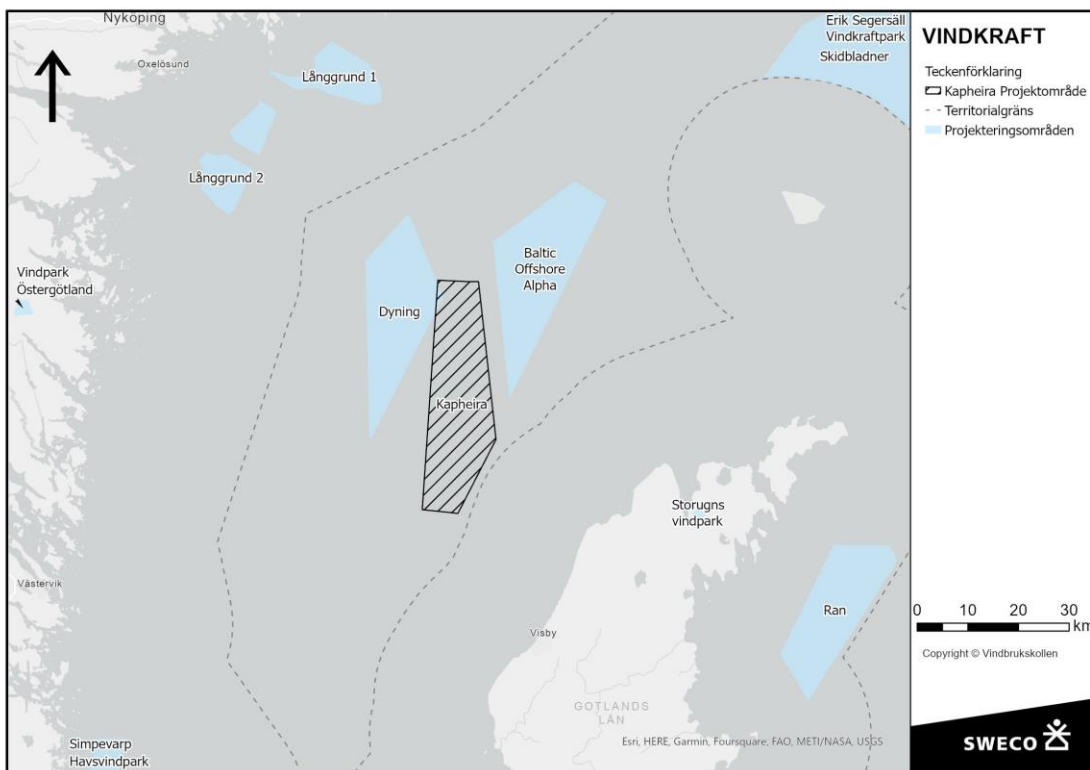 Nyköping
Oxelösund
Långgrund 1
Erik Segersäll
Vindkraftpark
Skidbladner
Långgrund 2
Vindpark
Östergötland
Baltic
Offshore
Alpha
Dyning
Kapheira
Storugns
vindpark
Västervik
Ran
Visby
GOTLANDS
LÄN
Simpevarp
Havsvindpark
Esri, HERE, Garmin, Foursquare, FAO, METI/NASA, USGS
VINDKRAFT
Teckenförklaring
Kapheira Projektområde
Territorialgräns
Projekteringsområden
0 10 20 30
km
Copyright © Vindbrukskollen
SWECO